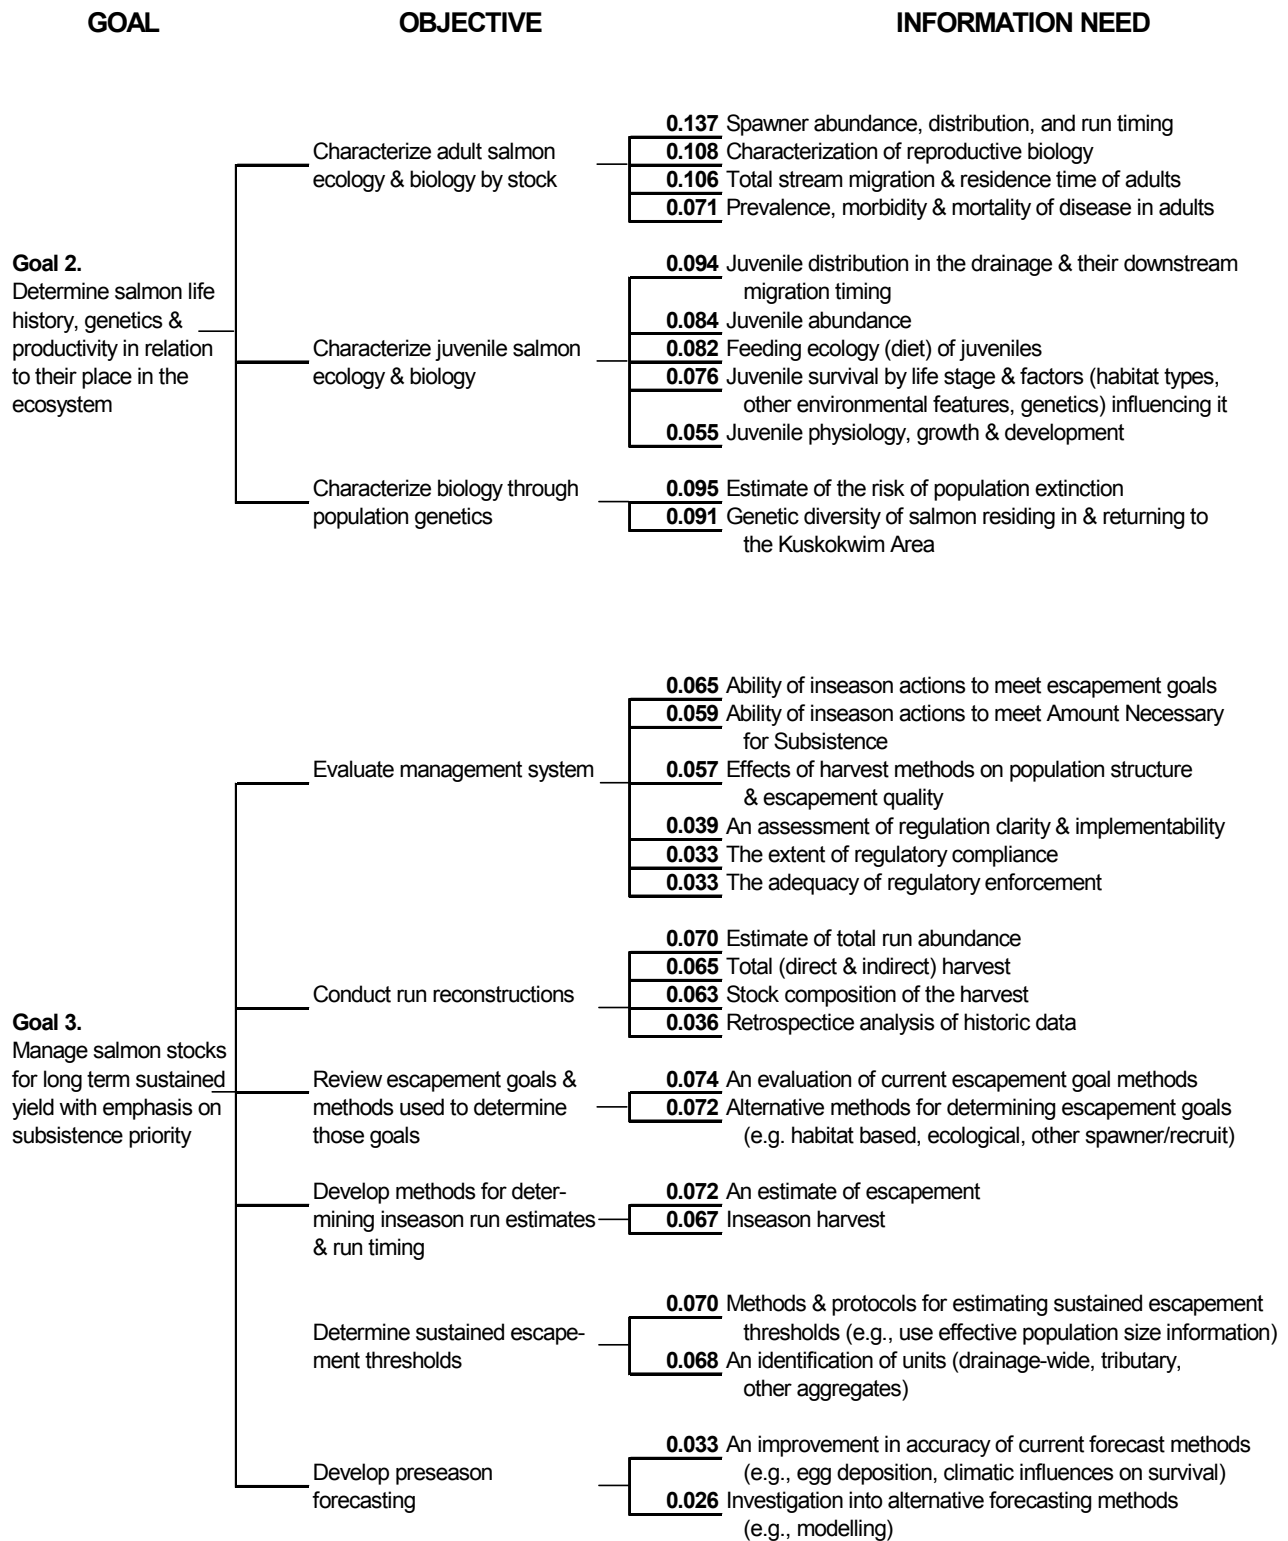 GOAL OBJECTIVE INFORMATION NEED
Goal 2.
Determine salmon life
history, genetics &
productivity in relation
to their place in the
ecosystem
Characterize adult salmon
ecology & biology by stock
0.137 Spawner abundance, distribution, and run timing
0.108 Characterization of reproductive biology
0.106 Total stream migration & residence time of adults
0.071 Prevalence, morbidity & mortality of disease in adults
Characterize juvenile salmon
ecology & biology
0.094 Juvenile distribution in the drainage & their downstream
migration timing
0.084 Juvenile abundance
0.082 Feeding ecology (diet) of juveniles
0.076 Juvenile survival by life stage & factors (habitat types,
other environmental features, genetics) influencing it
0.055 Juvenile physiology, growth & development
Characterize biology through
population genetics
0.095 Estimate of the risk of population extinction
0.091 Genetic diversity of salmon residing in & returning to
the Kuskokwim Area
Goal 3.
Manage salmon stocks
for long term sustained
yield with emphasis on
subsistence priority
Evaluate management system
0.065 Ability of inseason actions to meet escapement goals
0.059 Ability of inseason actions to meet Amount Necessary
for Subsistence
0.057 Effects of harvest methods on population structure
& escapement quality
0.039 An assessment of regulation clarity & implementability
0.033 The extent of regulatory compliance
0.033 The adequacy of regulatory enforcement
Conduct run reconstructions
0.070 Estimate of total run abundance
0.065 Total (direct & indirect) harvest
0.063 Stock composition of the harvest
0.036 Retrospectice analysis of historic data
Review escapement goals &
methods used to determine
those goals
0.074 An evaluation of current escapement goal methods
0.072 Alternative methods for determining escapement goals
(e.g. habitat based, ecological, other spawner/recruit)
Develop methods for deter-
mining inseason run estimates
& run timing
0.072 An estimate of escapement
0.067 Inseason harvest
Determine sustained escape-
ment thresholds
0.070 Methods & protocols for estimating sustained escapement
thresholds (e.g., use effective population size information)
0.068 An identification of units (drainage-wide, tributary,
other aggregates)
Develop preseason
forecasting
0.033 An improvement in accuracy of current forecast methods
(e.g., egg deposition, climatic influences on survival)
0.026 Investigation into alternative forecasting methods
(e.g., modelling)